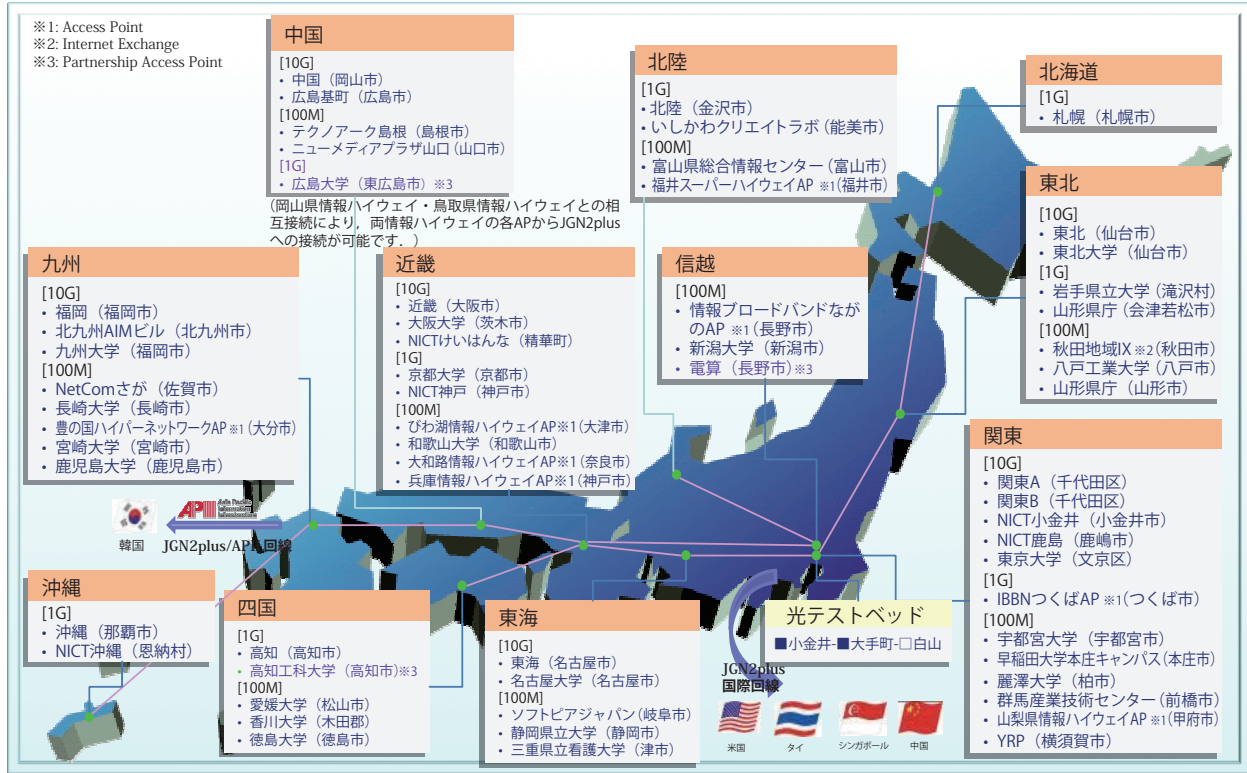 ※1: Access Point
※2: Internet Exchange
※3: Partnership Access Point
中国
[10G]
・中国（岡山市）
・広島基町（広島市）
[100M]
・テクノアーク島根（島根市）
・ニューメディアプラザ山口（山口市）
[1G]
・広島大学（東広島市）※3
（岡山県情報ハイウェイ・鳥取県情報ハイウェイとの相
互接続により，両情報ハイウェイの各APからJGN2plus
への接続が可能です．）
北陸
[1G]
・北陸（金沢市）
・いしかわクリエイトラボ（能美市）
[100M]
・富山県総合情報センター（富山市）
・福井スーパーハイウェイAP ※1（福井市）
北海道
[1G]
・札幌（札幌市）
東北
[10G]
・東北（仙台市）
・東北大学（仙台市）
[1G]
・岩手県立大学（滝沢村）
・山形県庁（会津若松市）
[100M]
・秋田地域IX ※2（秋田市）
・八戸工業大学（八戸市）
・山形県庁（山形市）
九州
[10G]
・福岡（福岡市）
・北九州AIMビル（北九州市）
・九州大学（福岡市）
[100M]
・NetComさが（佐賀市）
・長崎大学（長崎市）
・豊の国ハイパーネットワークAP ※1（大分市）
・宮崎大学（宮崎市）
・鹿児島大学（鹿児島市）
近畿
[10G]
・近畿（大阪市）
・大阪大学（茨木市）
・NICTけいはんな（精華町）
[1G]
・京都大学（京都市）
・NICT神戸（神戸市）
[100M]
・びわ湖情報ハイウェイAP※1（大津市）
・和歌山大学（和歌山市）
・大和路情報ハイウェイAP※1（奈良市）
・兵庫情報ハイウェイAP※1（神戸市）
信越
[100M]
・情報ブロードバンドなが
のAP ※1（長野市）
・新潟大学（新潟市）
・電算（長野市）※3
関東
[10G]
・関東A（千代田区）
・関東B（千代田区）
・NICT小金井（小金井市）
・NICT鹿島（鹿嶋市）
・東京大学（文京区）
[1G]
・IBBNつくばAP ※1（つくば市）
[100M]
・宇都宮大学（宇都宮市）
・早稲田大学本庄キャンパス（本庄市）
・麗澤大学（柏市）
・群馬産業技術センター（前橋市）
・山梨県情報ハイウェイAP ※1（甲府市）
・YRP（横須賀市）
APII Asia Pacific
Information
Infrastructure
韓国
JGN2plus/APII 回線
沖縄
[1G]
・沖縄（那覇市）
・NICT沖縄（恩納村）
四国
[1G]
・高知（高知市）
・高知工科大学（高知市）※3
[100M]
・愛媛大学（松山市）
・香川大学（木田郡）
・徳島大学（徳島市）
東海
[10G]
・東海（名古屋市）
・名古屋大学（名古屋市）
[100M]
・ソフトピアジャパン（岐阜市）
・静岡県立大学（静岡市）
・三重県立看護大学（津市）
光テストベッド
■小金井-■大手町-□白山
JGN2plus
国際回線
米国
タイ
シンガポール
中国